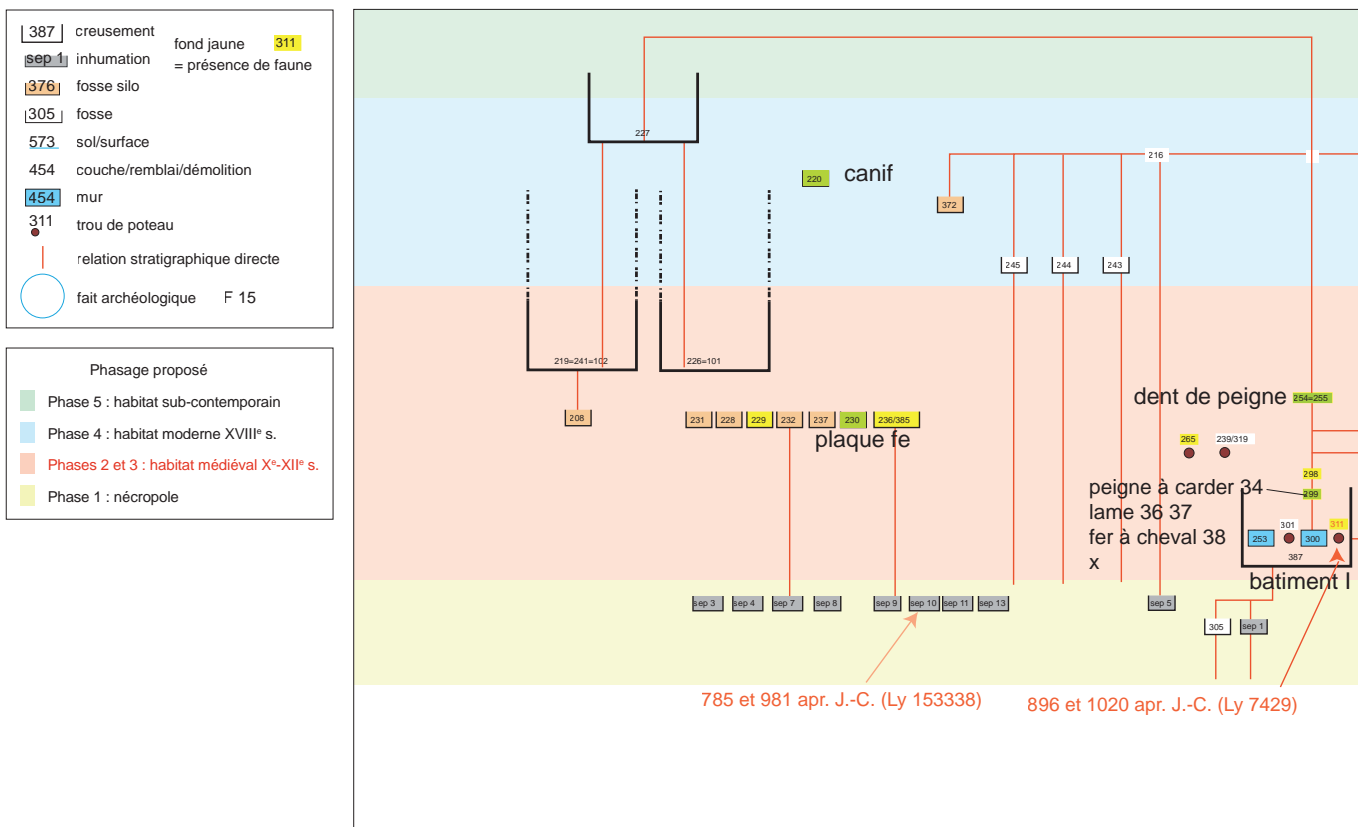 387 creusement
fond jaune 311
= présence de faune
sep 1 inhumation
376 fosse silo
305 fosse
573 sol/surface
454 couche/remblai/démolition
454 mur
311 trou de poteau
relation stratigraphique directe
fait archéologique F 15
Phasage proposé
Phase 5 : habitat sub-contemporain
Phase 4 : habitat moderne XVIIIe s.
Phases 2 et 3 : habitat médiéval Xe-XIIe s.
Phase 1 : nécropole
227
216
220 canif
372
245 244 243
219=241=102 226=101
dent de peigne 254=255
208 231 228 229 232 237 230 236/385
plaque fe
265 239/319
298
peigne à carder 34 299
lame 36 37
fer à cheval 38
x
301 311
253 300
387
batiment I
sep 3 sep 4 sep 7 sep 8 sep 9 sep 10 sep 11 sep 13 sep 5
305 sep 1
785 et 981 apr. J.-C. (Ly 153338) 896 et 1020 apr. J.-C. (Ly 7429)